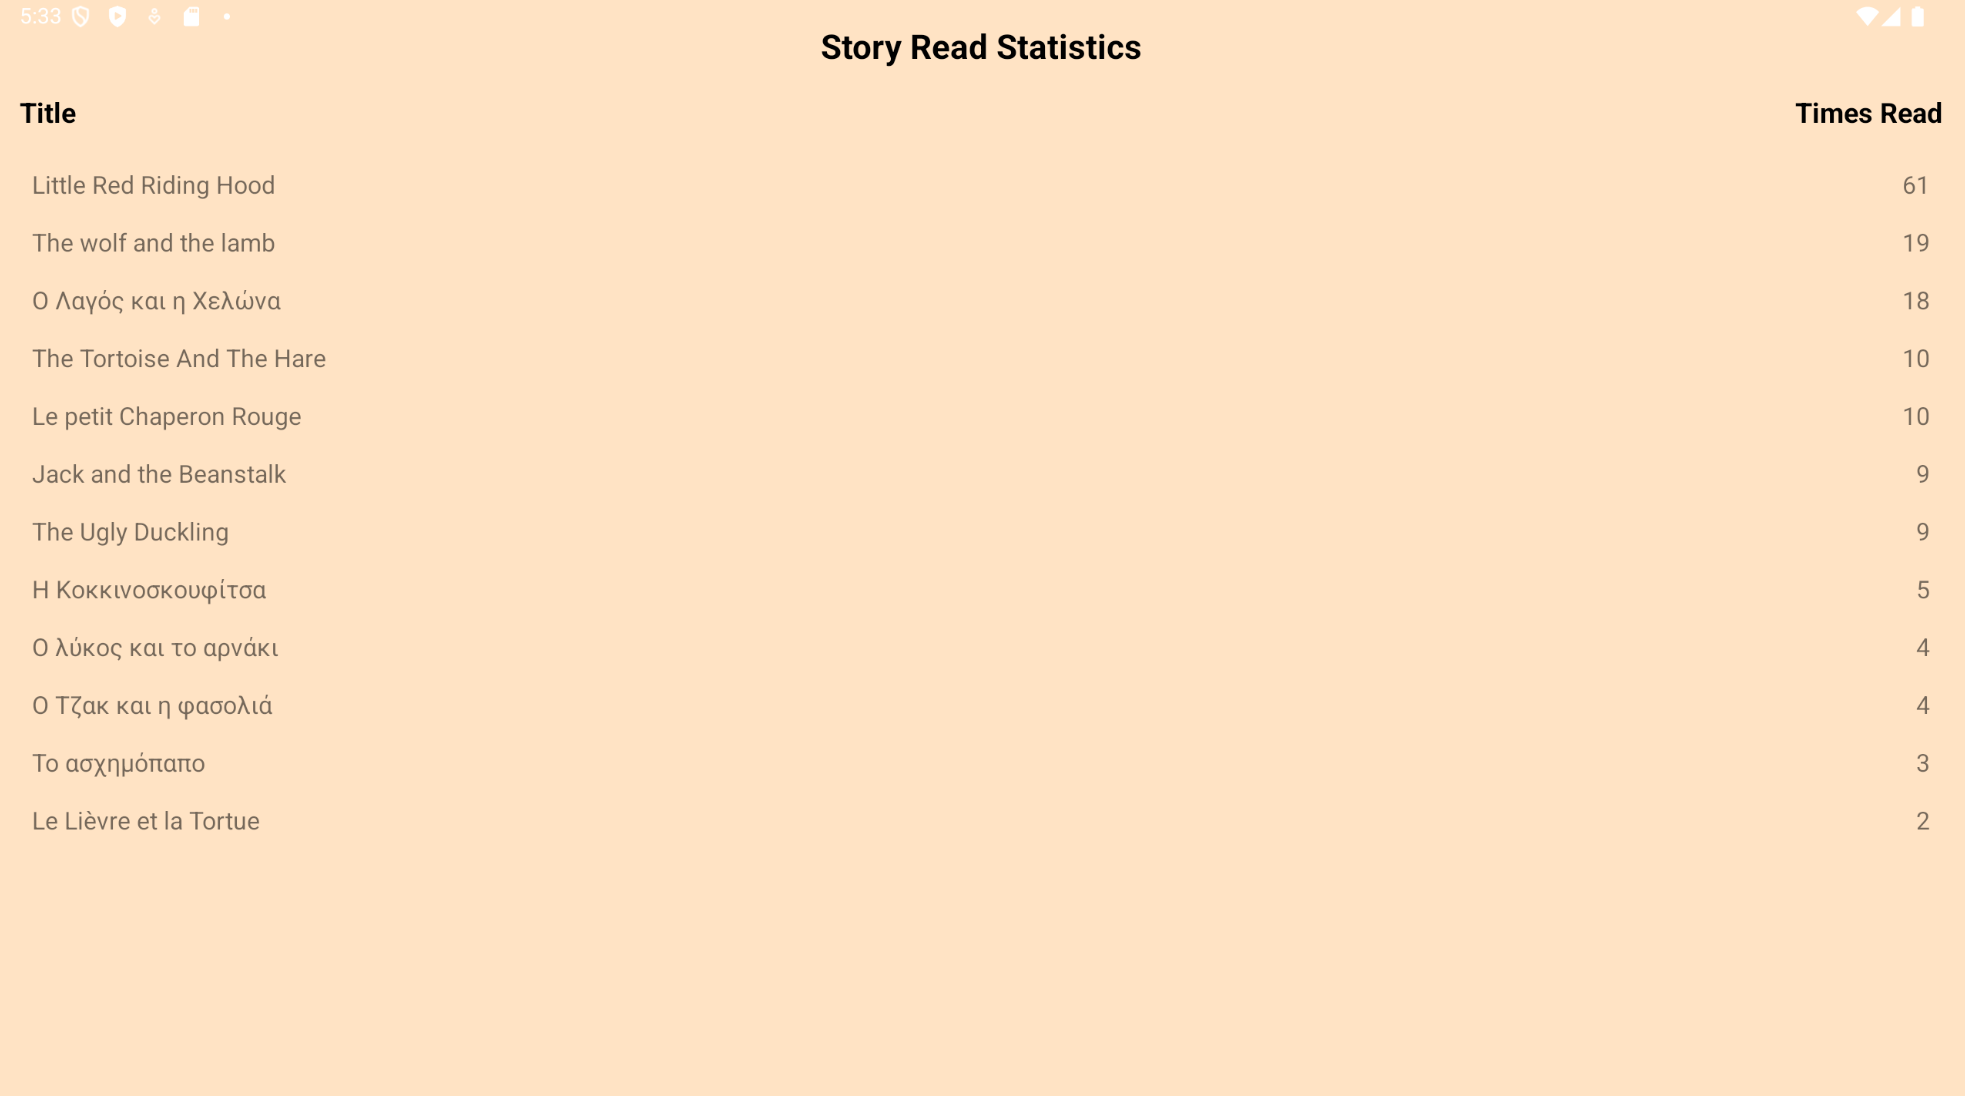 5:33
Story Read Statistics
Title Times Read
Little Red Riding Hood 61
The wolf and the lamb 19
Ο Λαγός και η Χελώνα 18
The Tortoise And The Hare 10
Le petit Chaperon Rouge 10
Jack and the Beanstalk 9
The Ugly Duckling 9
Η Κοκκινοσκουφίτσα 5
Ο λύκος και το αρνάκι 4
Ο Τζακ και η φασολιά 4
Το ασχημόπαπο 3
Le Lièvre et la Tortue 2